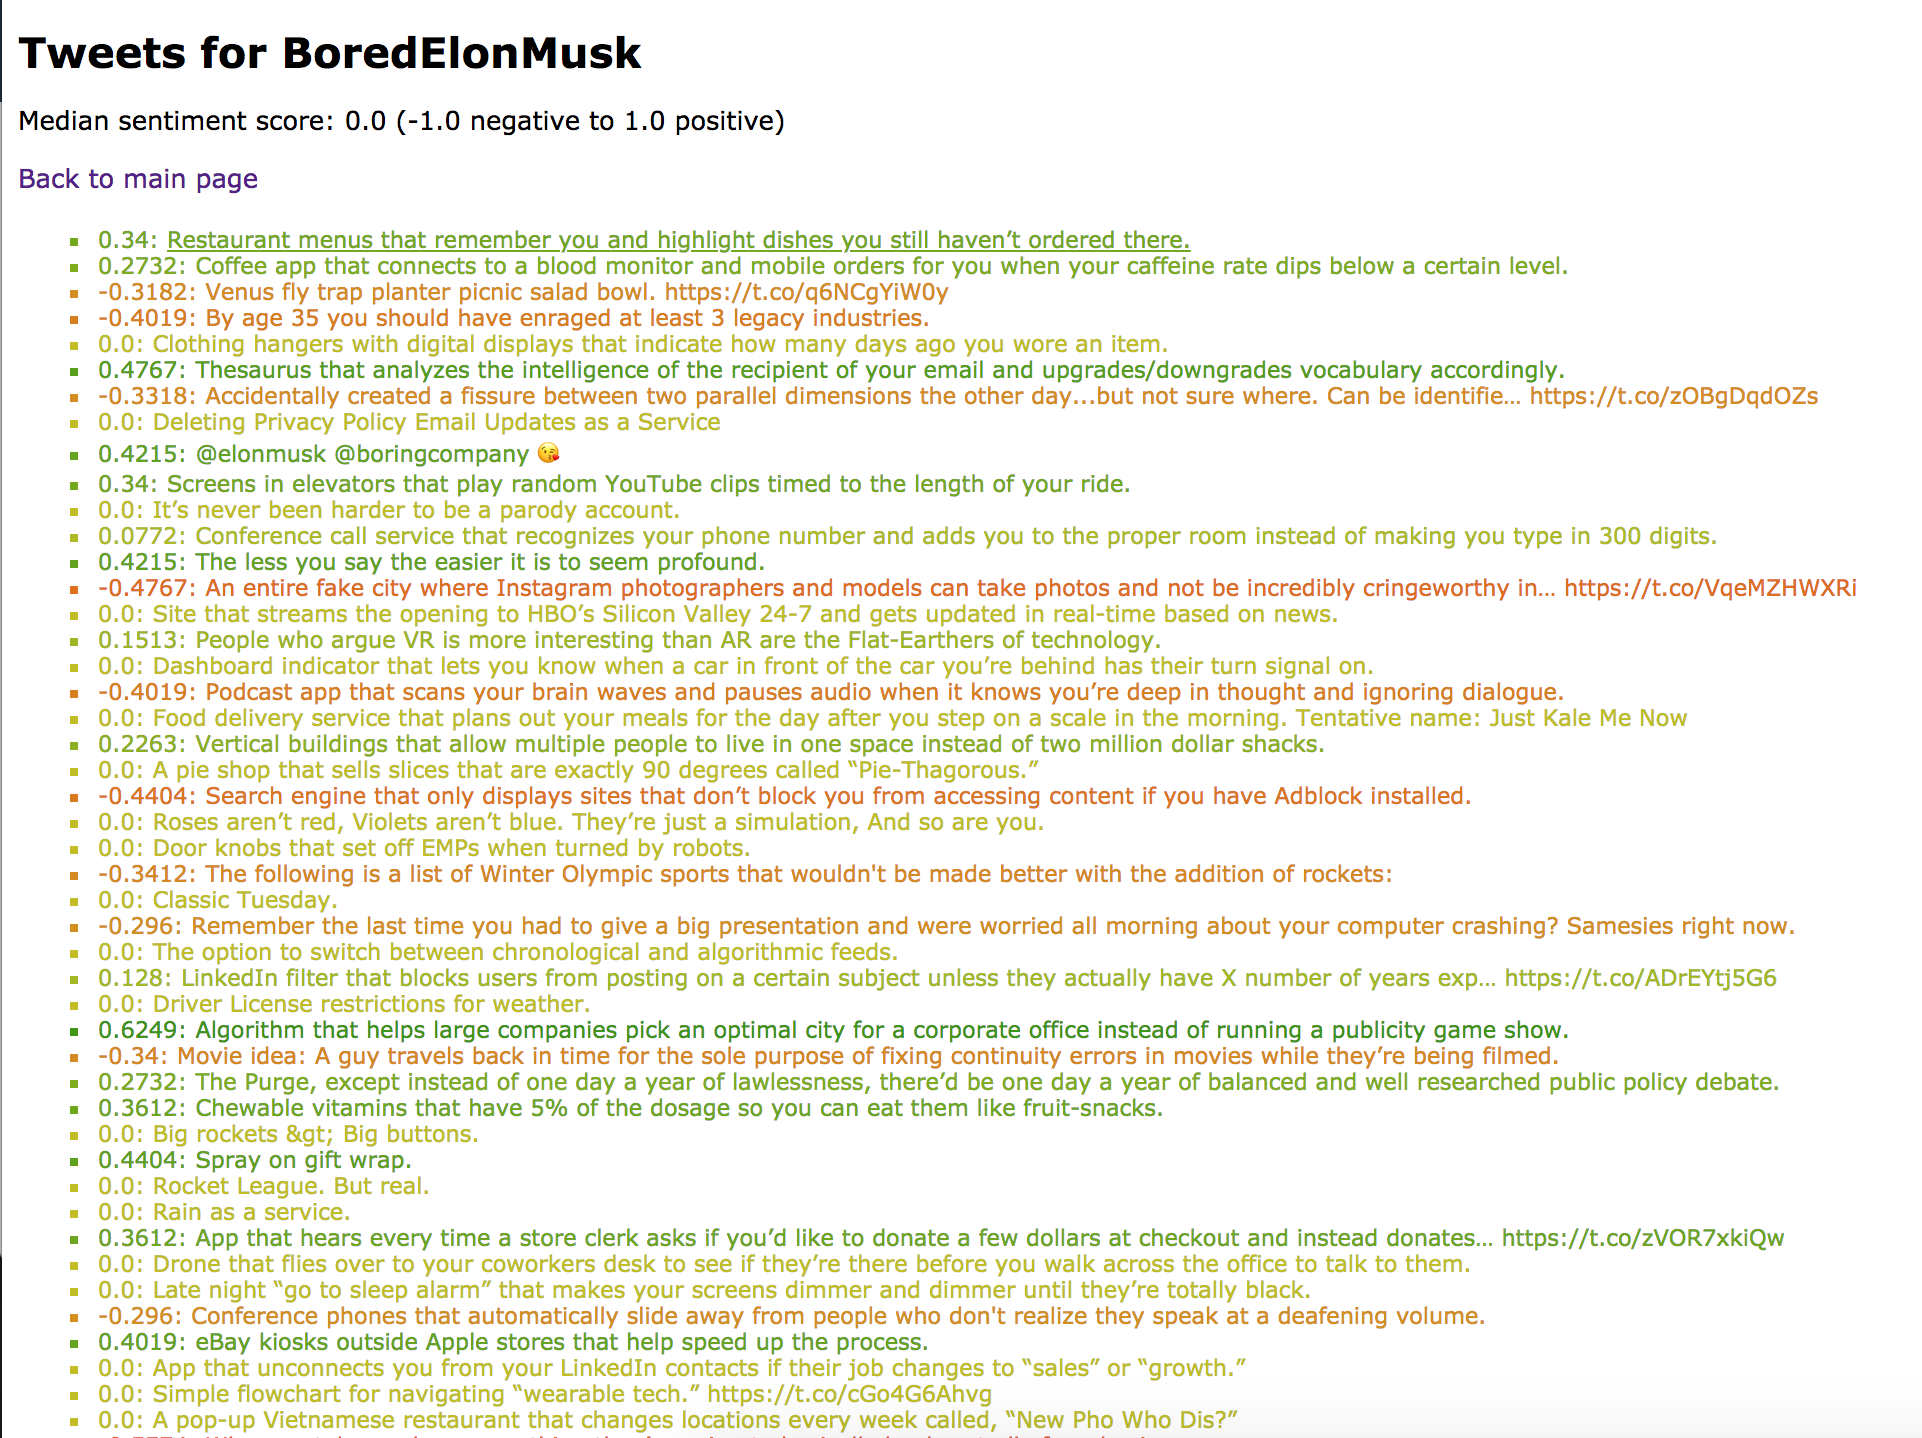 Tweets for BoredElonMusk
Median sentiment score: 0.0 (-1.0 negative to 1.0 positive)
Back to main page
0.34: Restaurant menus that remember you and highlight dishes you still haven’t ordered there.
0.2732: Coffee app that connects to a blood monitor and mobile orders for you when your caffeine rate dips below a certain level.
-0.3182: Venus fly trap planter picnic salad bowl. https://t.co/q6NCgYiW0y
-0.4019: By age 35 you should have enraged at least 3 legacy industries.
0.0: Clothing hangers with digital displays that indicate how many days ago you wore an item.
0.4767: Thesaurus that analyzes the intelligence of the recipient of your email and upgrades/downgrades vocabulary accordingly.
-0.3318: Accidentally created a fissure between two parallel dimensions the other day...but not sure where. Can be identifie… https://t.co/zOBgDqdOZs
0.0: Deleting Privacy Policy Email Updates as a Service
0.4215: @elonmusk @boringcompany 😘
0.34: Screens in elevators that play random YouTube clips timed to the length of your ride.
0.0: It’s never been harder to be a parody account.
0.0772: Conference call service that recognizes your phone number and adds you to the proper room instead of making you type in 300 digits.
0.4215: The less you say the easier it is to seem profound.
-0.4767: An entire fake city where Instagram photographers and models can take photos and not be incredibly cringeworthy in… https://t.co/VqeMZHWXRi
0.0: Site that streams the opening to HBO’s Silicon Valley 24-7 and gets updated in real-time based on news.
0.1513: People who argue VR is more interesting than AR are the Flat-Earthers of technology.
0.0: Dashboard indicator that lets you know when a car in front of the car you’re behind has their turn signal on.
-0.4019: Podcast app that scans your brain waves and pauses audio when it knows you’re deep in thought and ignoring dialogue.
0.0: Food delivery service that plans out your meals for the day after you step on a scale in the morning. Tentative name: Just Kale Me Now
0.2263: Vertical buildings that allow multiple people to live in one space instead of two million dollar shacks.
0.0: A pie shop that sells slices that are exactly 90 degrees called “Pie-Thagorous.”
-0.4404: Search engine that only displays sites that don’t block you from accessing content if you have Adblock installed.
0.0: Roses aren’t red, Violets aren’t blue. They’re just a simulation, And so are you.
0.0: Door knobs that set off EMPs when turned by robots.
-0.3412: The following is a list of Winter Olympic sports that wouldn't be made better with the addition of rockets:
0.0: Classic Tuesday.
-0.296: Remember the last time you had to give a big presentation and were worried all morning about your computer crashing? Samesies right now.
0.0: The option to switch between chronological and algorithmic feeds.
0.128: LinkedIn filter that blocks users from posting on a certain subject unless they actually have X number of years exp… https://t.co/ADrEYtj5G6
0.0: Driver License restrictions for weather.
0.6249: Algorithm that helps large companies pick an optimal city for a corporate office instead of running a publicity game show.
-0.34: Movie idea: A guy travels back in time for the sole purpose of fixing continuity errors in movies while they’re being filmed.
0.2732: The Purge, except instead of one day a year of lawlessness, there’d be one day a year of balanced and well researched public policy debate.
0.3612: Chewable vitamins that have 5% of the dosage so you can eat them like fruit-snacks.
0.0: Big rockets &gt; Big buttons.
0.4404: Spray on gift wrap.
0.0: Rocket League. But real.
0.0: Rain as a service.
0.3612: App that hears every time a store clerk asks if you’d like to donate a few dollars at checkout and instead donates… https://t.co/zVOR7xkiQw
0.0: Drone that flies over to your coworkers desk to see if they’re there before you walk across the office to talk to them.
0.0: Late night “go to sleep alarm” that makes your screens dimmer and dimmer until they’re totally black.
-0.296: Conference phones that automatically slide away from people who don't realize they speak at a deafening volume.
0.4019: eBay kiosks outside Apple stores that help speed up the process.
0.0: App that unconnects you from your LinkedIn contacts if their job changes to “sales” or “growth.”
0.0: Simple flowchart for navigating “wearable tech.” https://t.co/cGo4G6Ahvg
0.0: A pop-up Vietnamese restaurant that changes locations every week called, “New Pho Who Dis?”